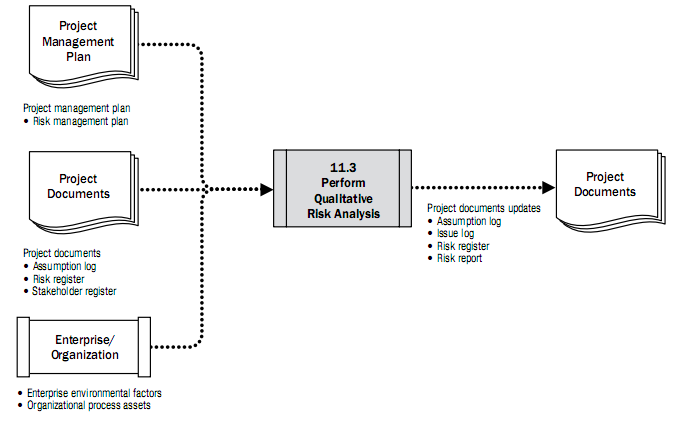 Project
Management
Plan
Project management plan
• Risk management plan
Project
Documents
Project documents
• Assumption log
• Risk register
• Stakeholder register
Enterprise/
Organization
• Enterprise environmental factors
• Organizational process assets
11.3
Perform
Qualitative
Risk Analysis
Project documents updates
• Assumption log
• Issue log
• Risk register
• Risk report
Project
Documents